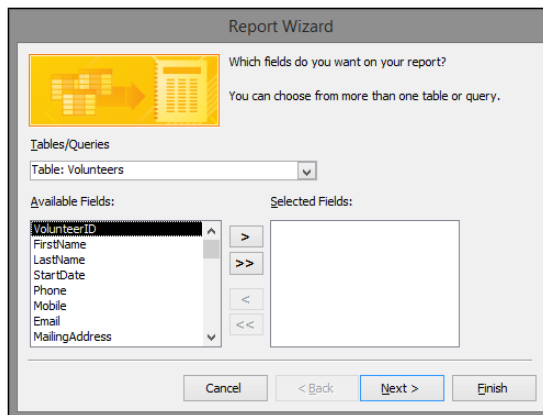 Report Wizard
Which fields do you want on your report?
You can choose from more than one table or query.
Tables/Queries
Table: Volunteers
Available Fields:
Selected Fields:
VolunteerID
FirstName
LastName
StartDate
Phone
Mobile
Email
MailingAddress
>
>>
<
<<
Cancel
< Back
Next >
Finish